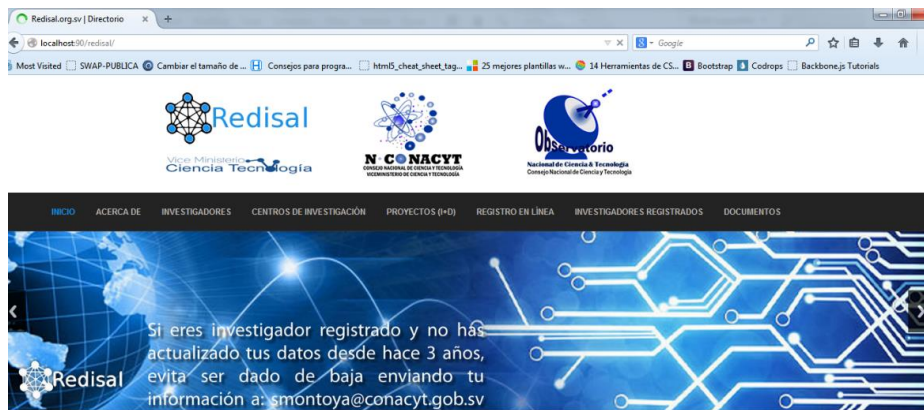 Redisal.org.sv | Directorio
localhost:90/redisal/
Google
Most Visited SWAP-PUBLICA Cambiar el tamaño de ... Consejos para progra... html5_cheat_sheet_tag... 25 mejores plantillas w... 14 Herramientas de CS... Bootstrap Codrops Backbone.js Tutorials
Redisal
Vice Ministerio
Ciencia Tecnología
N·CONACYT
CONSEJO NACIONAL DE CIENCIA Y TECNOLOGÍA
VICEMINISTERIO DE CIENCIA Y TECNOLOGÍA
Observatorio
Nacional de Ciencia & Tecnología
Consejo Nacional de Ciencia y Tecnología
INICIO ACERCA DE INVESTIGADORES CENTROS DE INVESTIGACIÓN PROYECTOS (I+D) REGISTRO EN LÍNEA INVESTIGADORES REGISTRADOS DOCUMENTOS
Si eres investigador registrado y no has
actualizado tus datos desde hace 3 años,
evita ser dado de baja enviando tu
información a: smontoya@conacyt.gob.sv
Redisal